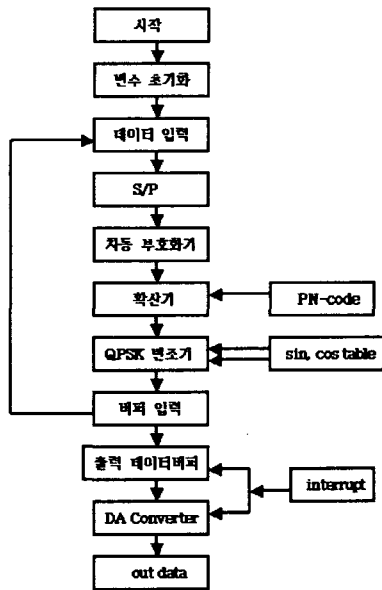 시작
변수 초기화
데이터 입력
S/P
차동 부호화기
확산기
PN-code
QPSK 변조기
sin, cos table
버퍼 입력
출력 데이터버퍼
interrupt
DA Converter
out data